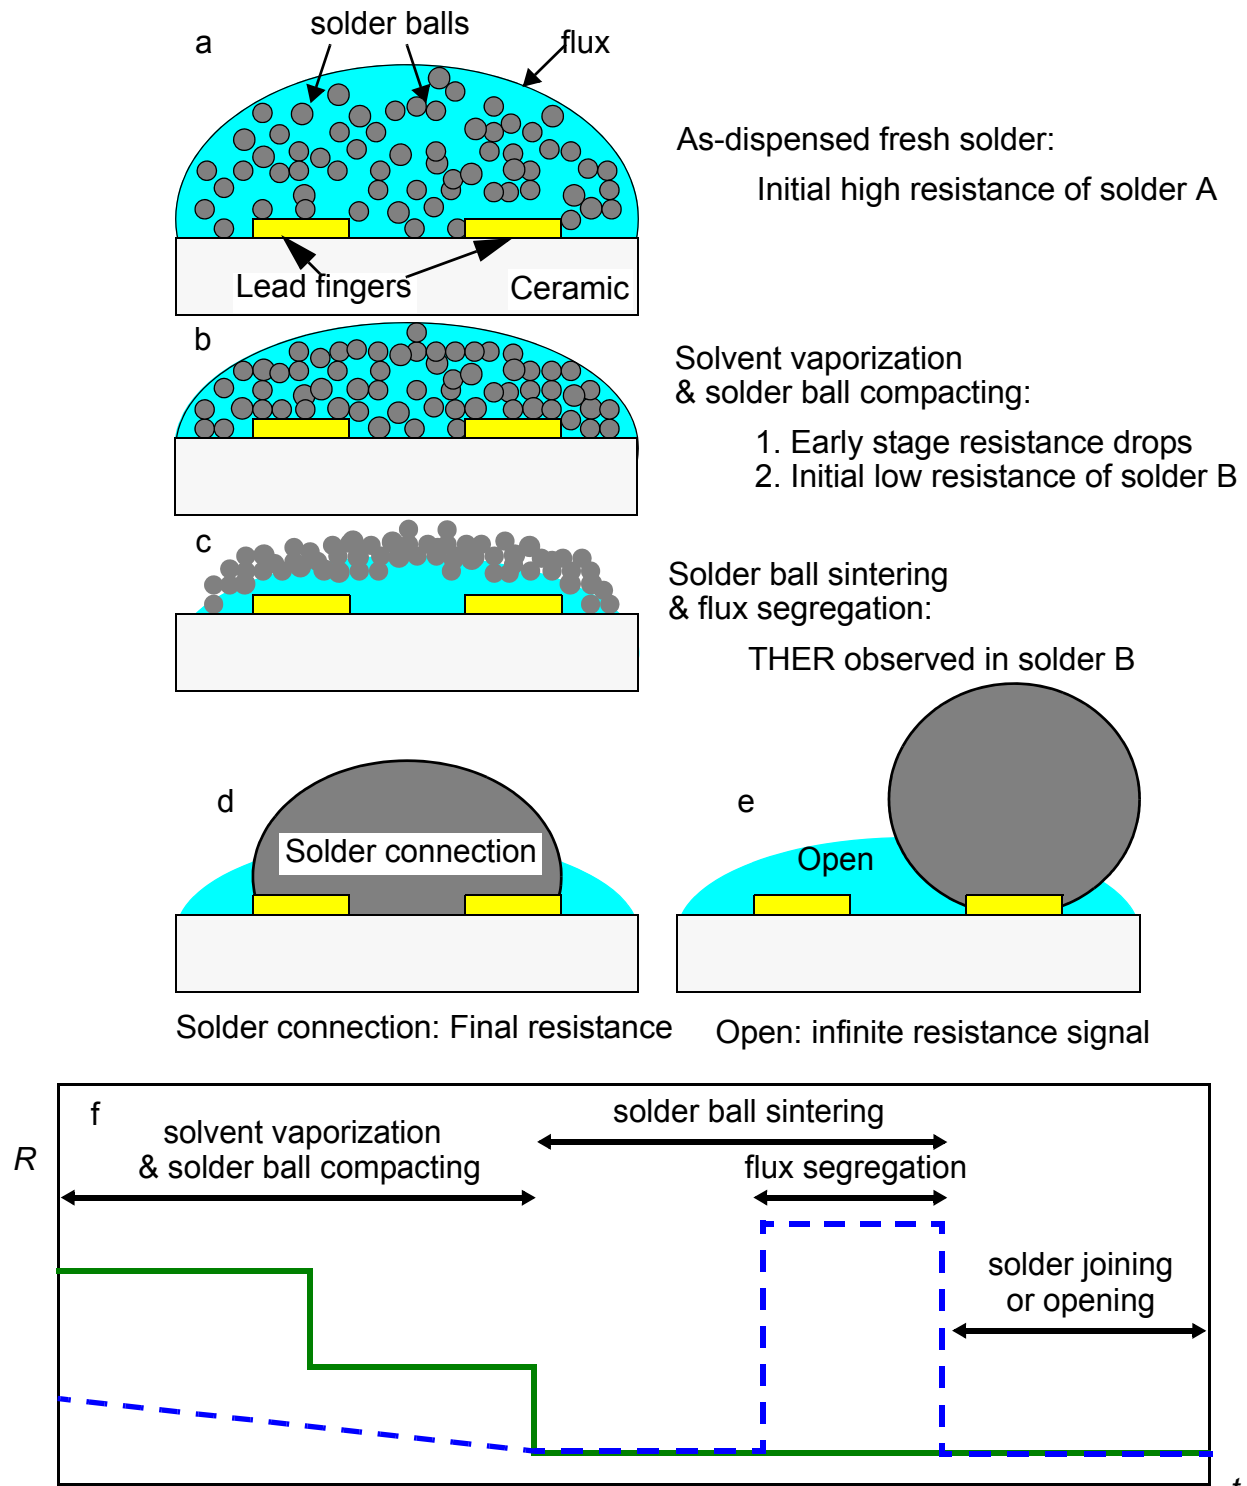 a
solder balls
flux
As-dispensed fresh solder:
Initial high resistance of solder A
Lead fingers
Ceramic
b
Solvent vaporization
& solder ball compacting:
1. Early stage resistance drops
2. Initial low resistance of solder B
c
Solder ball sintering
& flux segregation:
THER observed in solder B
d
Solder connection
e
Open
Solder connection: Final resistance
Open: infinite resistance signal
f
R
solvent vaporization
& solder ball compacting
solder ball sintering
flux segregation
solder joining
or opening
t